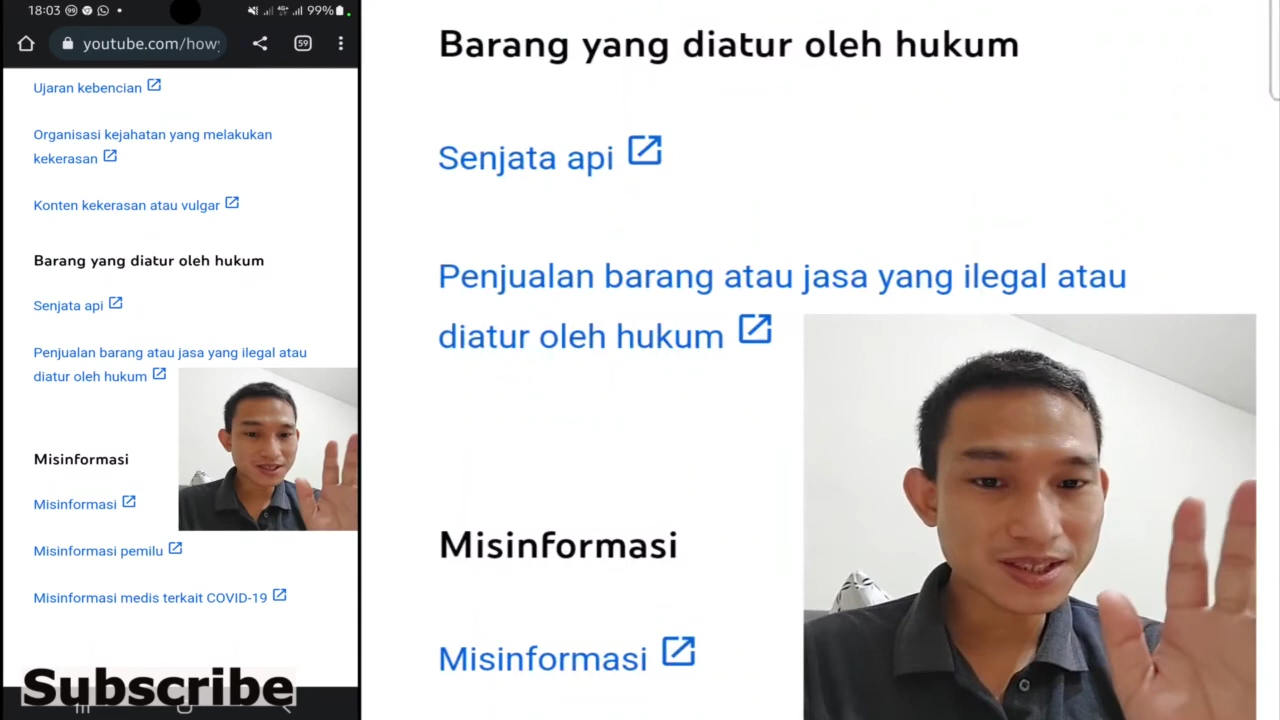 18:03
4G+
99%
youtube.com/howy
59
Ujaran kebencian
Organisasi kejahatan yang melakukan
kekerasan
Konten kekerasan atau vulgar
Barang yang diatur oleh hukum
Senjata api
Penjualan barang atau jasa yang ilegal atau
diatur oleh hukum
Misinformasi
Misinformasi
Misinformasi pemilu
Misinformasi medis terkait COVID-19
Subscribe
Barang yang diatur oleh hukum
Senjata api
Penjualan barang atau jasa yang ilegal atau
diatur oleh hukum
Misinformasi
Misinformasi